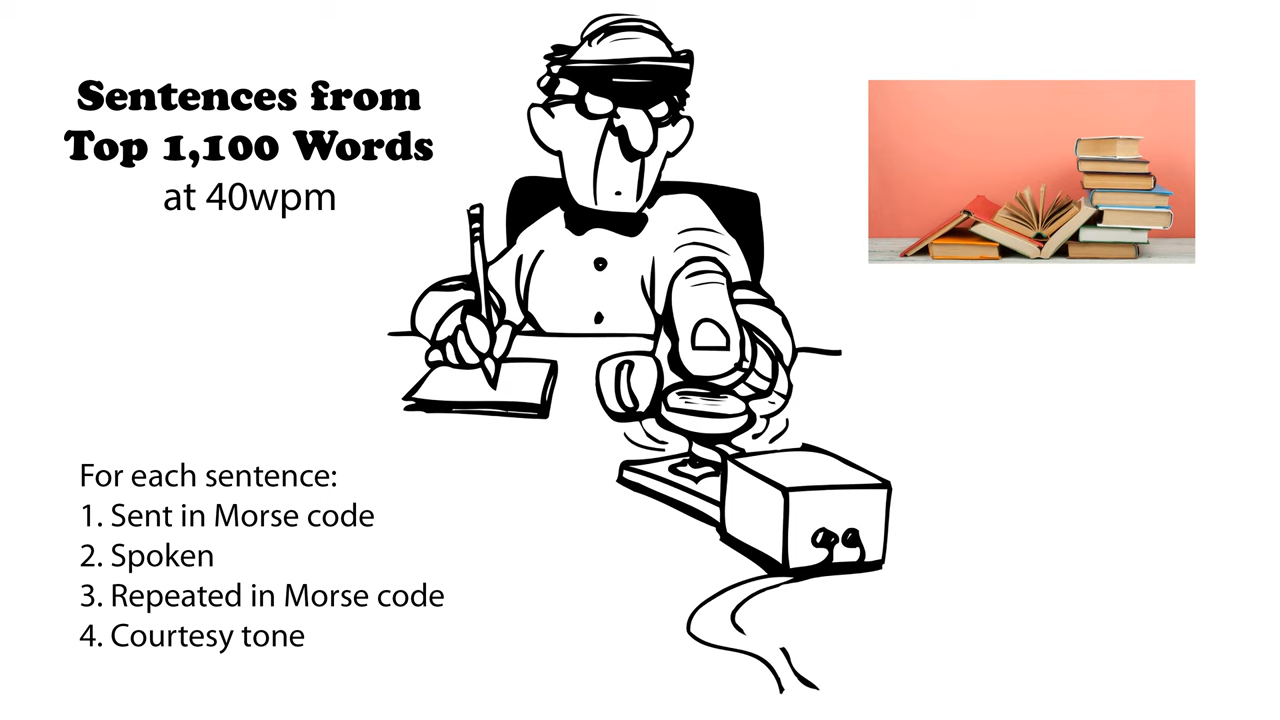 Sentences from
Top 1,100 Words
at 40wpm
For each sentence:
1. Sent in Morse code
2. Spoken
3. Repeated in Morse code
4. Courtesy tone